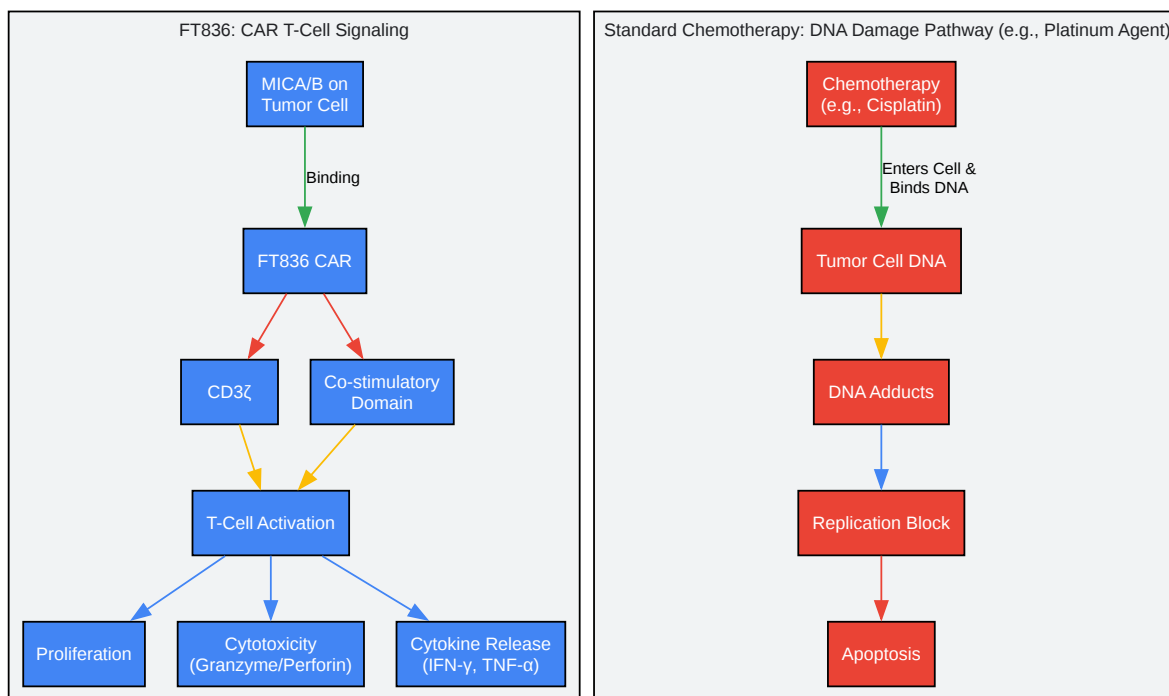 FT836: CAR T-Cell Signaling
MICA/B on
Tumor Cell
Binding
FT836 CAR
CD3ζ
Co-stimulatory
Domain
T-Cell Activation
Proliferation
Cytotoxicity
(Granzyme/Perforin)
Cytokine Release
(IFN-γ, TNF-α)
Standard Chemotherapy: DNA Damage Pathway (e.g., Platinum Agent)
Chemotherapy
(e.g., Cisplatin)
Enters Cell &
Binds DNA
Tumor Cell DNA
DNA Adducts
Replication Block
Apoptosis